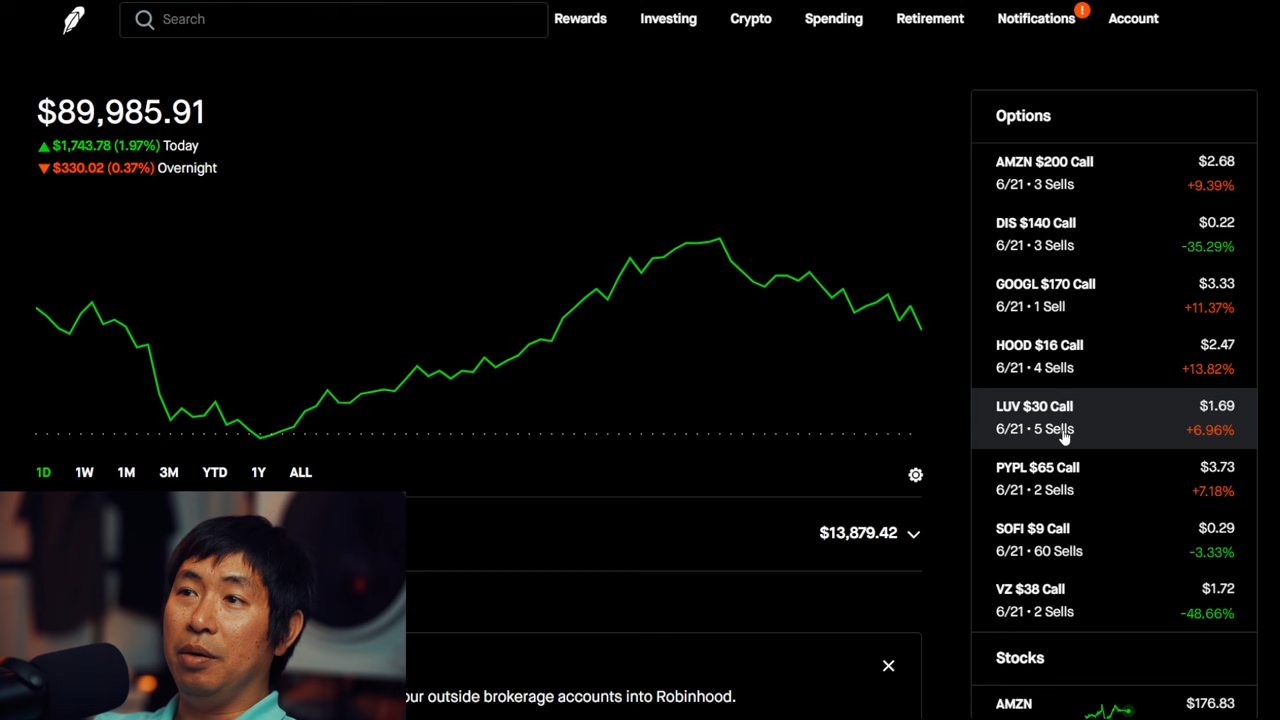 Search
Rewards
Investing
Crypto
Spending
Retirement
Notifications
!
Account
$89,985.91
▲ $1,743.78 (1.97%) Today
▼ $330.02 (0.37%) Overnight
1D
1W
1M
3M
YTD
1Y
ALL
$13,879.42
our outside brokerage accounts into Robinhood.
Options
AMZN $200 Call $2.68
6/21 • 3 Sells +9.39%
DIS $140 Call $0.22
6/21 • 3 Sells -35.29%
GOOGL $170 Call $3.33
6/21 • 1 Sell +11.37%
HOOD $16 Call $2.47
6/21 • 4 Sells +13.82%
LUV $30 Call $1.69
6/21 • 5 Sells +6.96%
PYPL $65 Call $3.73
6/21 • 2 Sells +7.18%
SOFI $9 Call $0.29
6/21 • 60 Sells -3.33%
VZ $38 Call $1.72
6/21 • 2 Sells -48.66%
Stocks
AMZN $176.83